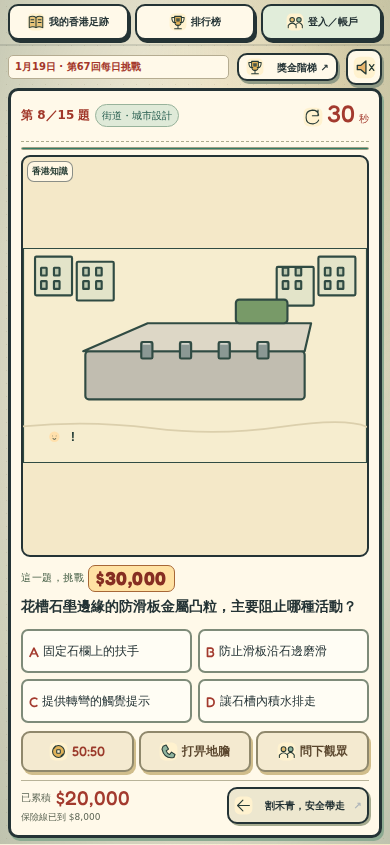 我的香港足跡
排行榜
登入／帳戶
1月19日 · 第67回每日挑戰
獎金階梯 ↗
第 8／15 題
街道・城市設計
30 秒
香港知識
!
這一題，挑戰 $30,000
花槽石壆邊緣的防滑板金屬凸粒，主要阻止哪種活動？
A 固定石欄上的扶手
B 防止滑板沿石邊磨滑
C 提供轉彎的觸覺提示
D 讓石槽內積水排走
50:50
打畀地膽
問下觀眾
已累積 $20,000
保險線已到 $8,000
割禾青，安全帶走 ↗